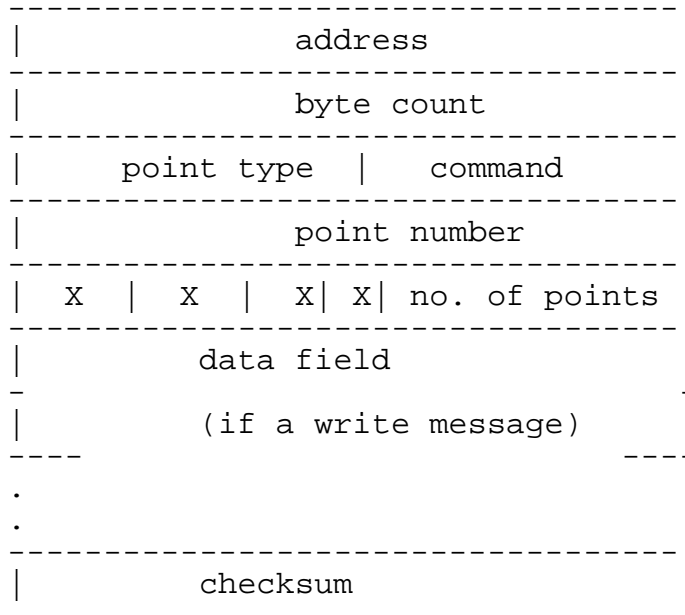 address
byte count
point type | command
point number
| X | X | X| X| no. of points
data field
(if a write message)
.
.
checksum